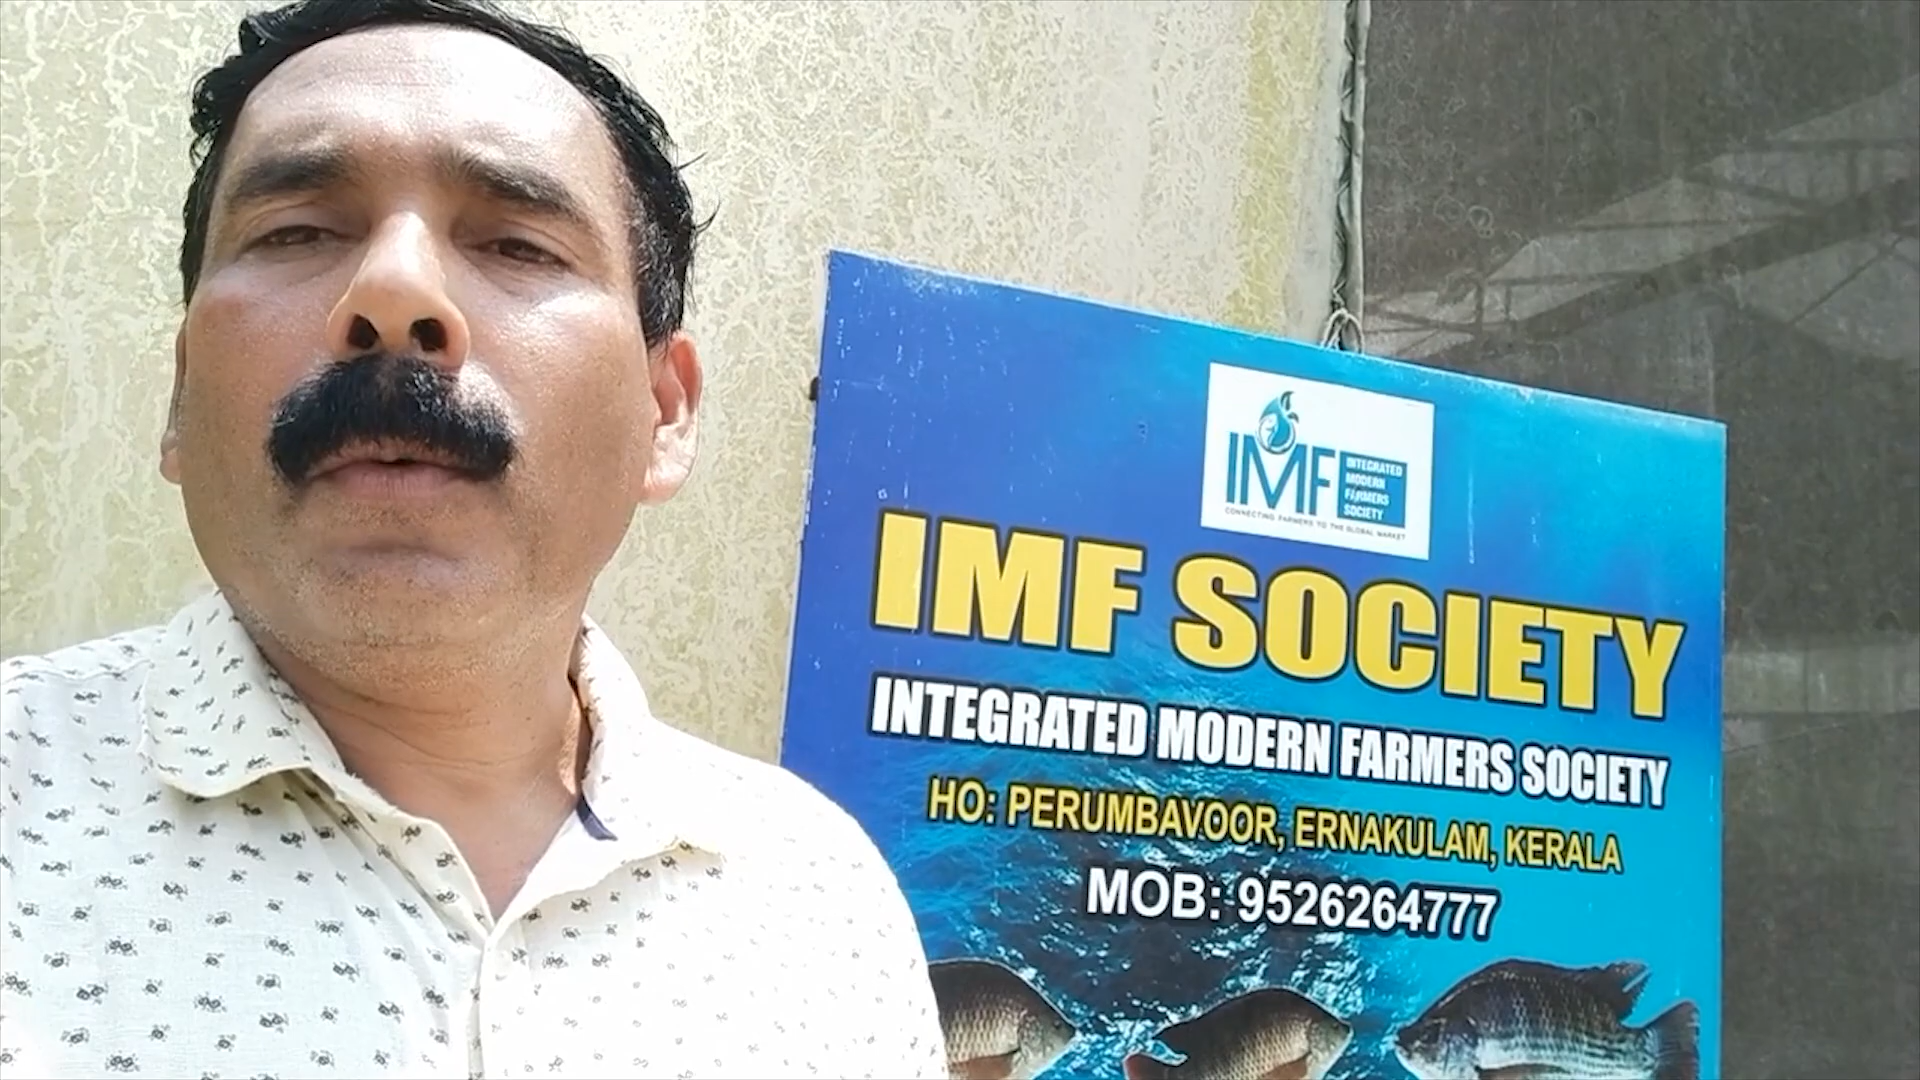 IMF
INTEGRATED
MODERN
FARMERS
SOCIETY
CONNECTING FARMERS TO THE GLOBAL MARKET
IMF SOCIETY
INTEGRATED MODERN FARMERS SOCIETY
HO: PERUMBAVOOR, ERNAKULAM, KERALA
MOB: 9526264777